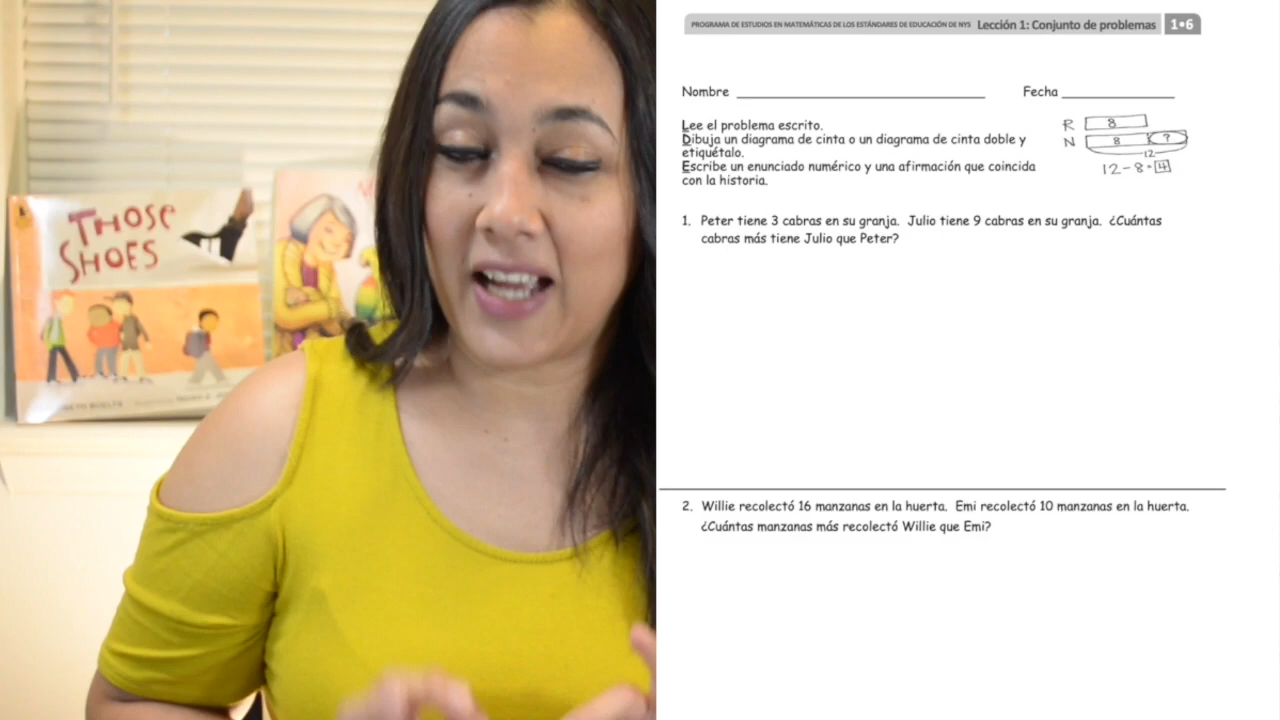 THOSE
SHOES
PROGRAMA DE ESTUDIOS EN MATEMÁTICAS DE LOS ESTÁNDARES DE EDUCACIÓN DE NYS Lección 1: Conjunto de problemas 1•6
Nombre Fecha
Lee el problema escrito.
Dibuja un diagrama de cinta o un diagrama de cinta doble y
etiquétalo.
Escribe un enunciado numérico y una afirmación que coincida
con la historia.
R 8
N 8 ?
12
12-8=4
1. Peter tiene 3 cabras en su granja. Julio tiene 9 cabras en su granja. ¿Cuántas
cabras más tiene Julio que Peter?
2. Willie recolectó 16 manzanas en la huerta. Emi recolectó 10 manzanas en la huerta.
¿Cuántas manzanas más recolectó Willie que Emi?